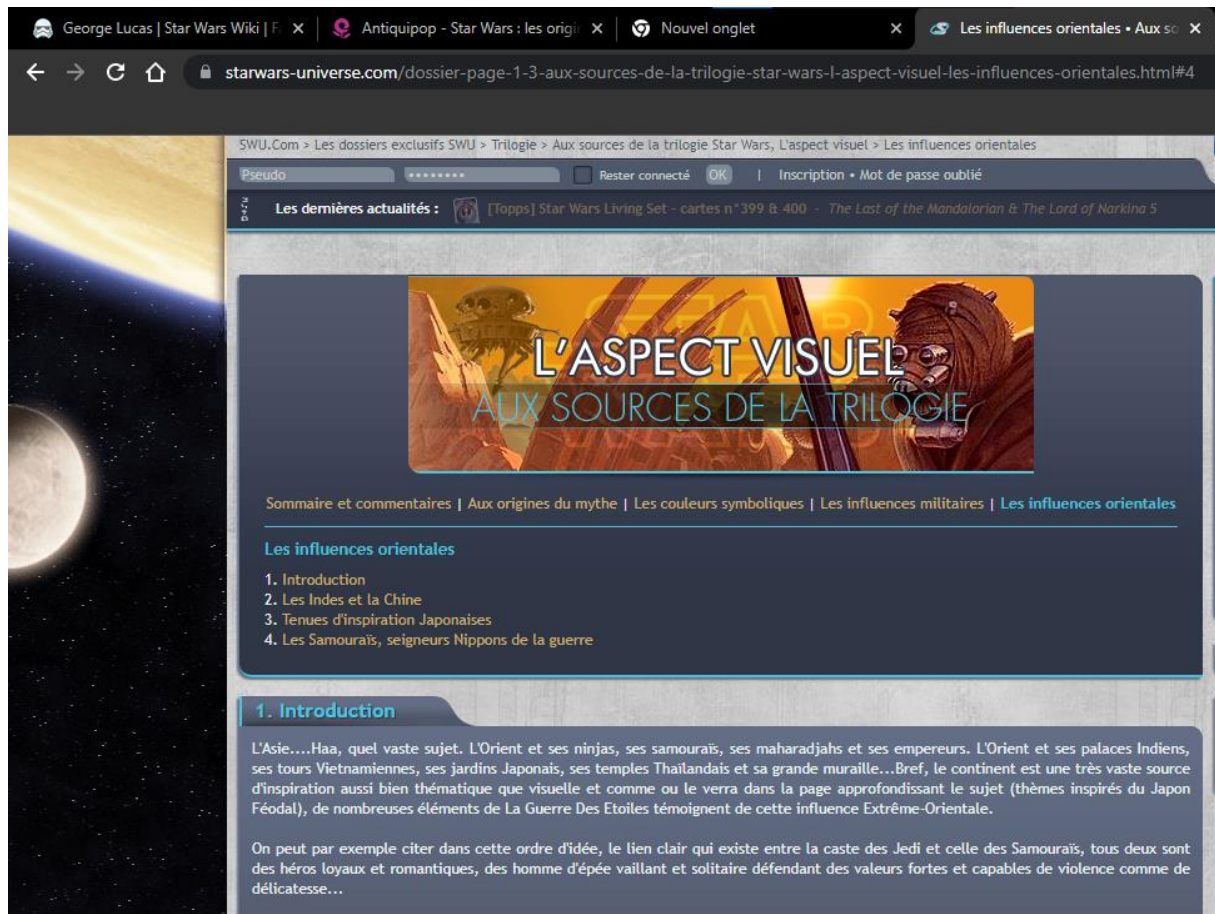 George Lucas | Star Wars Wiki | Fa
Antiquipop - Star Wars : les origi
Nouvel onglet
Les influences orientales • Aux so
starwars-universe.com/dossier-page-1-3-aux-sources-de-la-trilogie-star-wars-l-aspect-visuel-les-influences-orientales.html#4
SWU.Com > Les dossiers exclusifs SWU > Trilogie > Aux sources de la trilogie Star Wars, L'aspect visuel > Les influences orientales
Pseudo •••••••• Rester connecté OK | Inscription • Mot de passe oublié
Les dernières actualités : [Topps] Star Wars Living Set - cartes n°399 & 400 - The Last of the Mandalorian & The Lord of Narkina 5
STAR WARS
L'ASPECT VISUEL
AUX SOURCES DE LA TRILOGIE
Sommaire et commentaires | Aux origines du mythe | Les couleurs symboliques | Les influences militaires | Les influences orientales
Les influences orientales
1. Introduction
2. Les Indes et la Chine
3. Tenues d'inspiration Japonaises
4. Les Samouraïs, seigneurs Nippons de la guerre
1. Introduction
L'Asie....Haa, quel vaste sujet. L'Orient et ses ninjas, ses samouraïs, ses maharadjahs et ses empereurs. L'Orient et ses palaces Indiens,
ses tours Vietnamiennes, ses jardins Japonais, ses temples Thaïlandais et sa grande muraille...Bref, le continent est une très vaste source
d'inspiration aussi bien thématique que visuelle et comme ou le verra dans la page approfondissant le sujet (thèmes inspirés du Japon
Féodal), de nombreuses éléments de La Guerre Des Etoiles témoignent de cette influence Extrême-Orientale.
On peut par exemple citer dans cette ordre d'idée, le lien clair qui existe entre la caste des Jedi et celle des Samouraïs, tous deux sont
des héros loyaux et romantiques, des homme d'épée vaillant et solitaire défendant des valeurs fortes et capables de violence comme de
délicatesse...